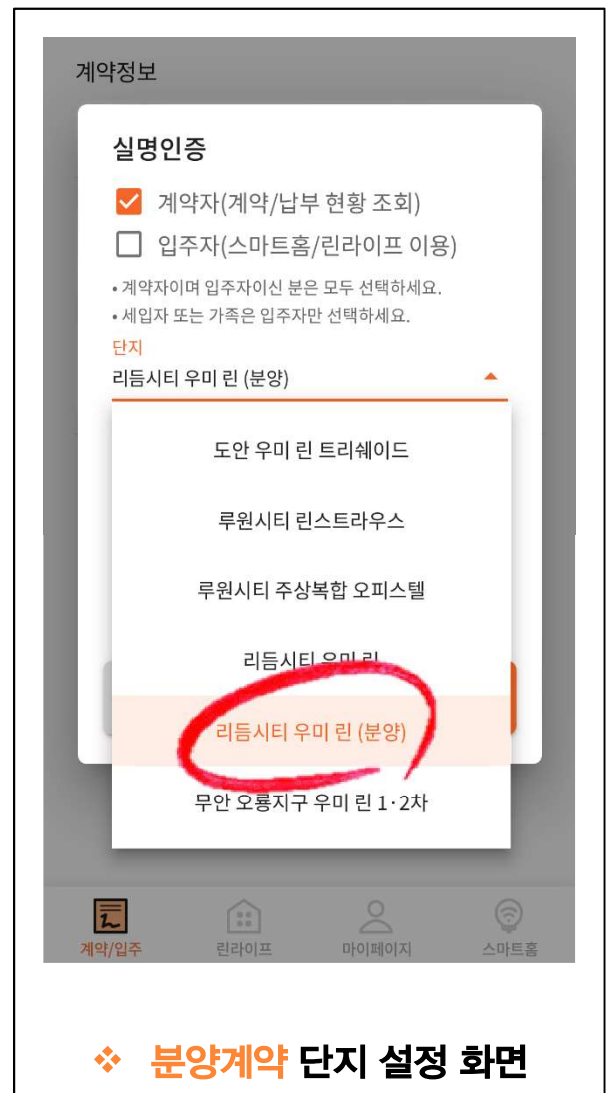 계약정보
실명인증
계약자(계약/납부 현황 조회)
입주자(스마트홈/린라이프 이용)
• 계약자이며 입주자이신 분은 모두 선택하세요.
• 세입자 또는 가족은 입주자만 선택하세요.
단지
리듬시티 우미 린 (분양)
도안 우미 린 트리쉐이드
루원시티 린스트라우스
루원시티 주상복합 오피스텔
리듬시티 우미 린
리듬시티 우미 린 (분양)
무안 오룡지구 우미 린 1·2차
계약/입주 린라이프 마이페이지 스마트홈
❖ 분양계약 단지 설정 화면